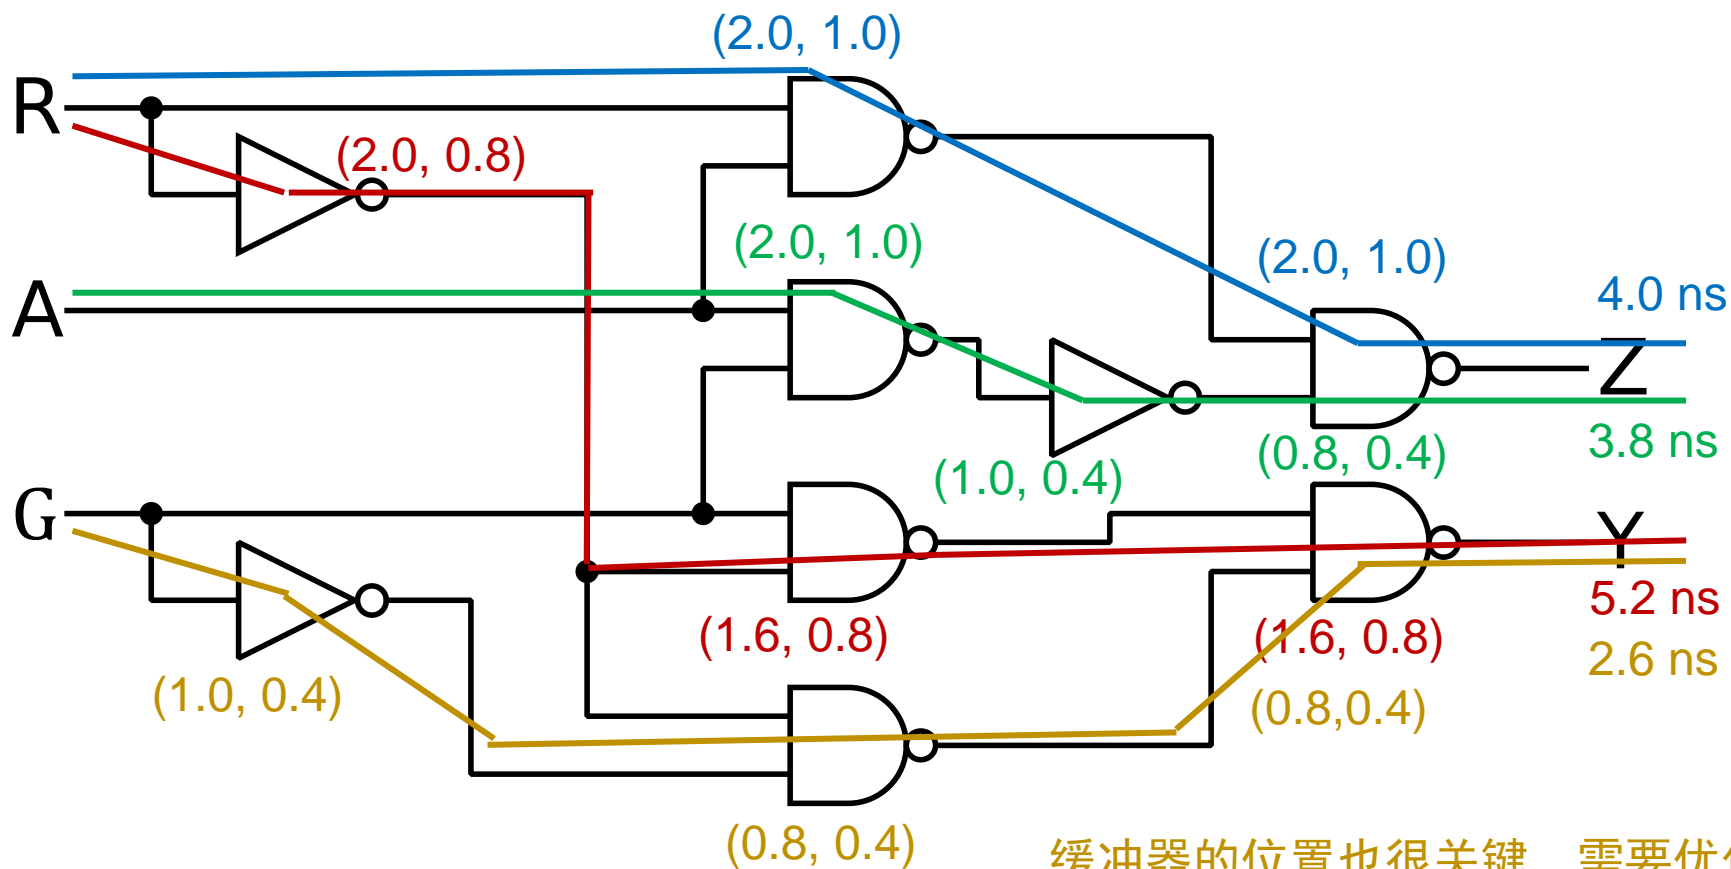 (2.0, 1.0)
R
(2.0, 0.8)
(2.0, 1.0)
(2.0, 1.0)
A
4.0 ns
Z
3.8 ns
(0.8, 0.4)
(1.0, 0.4)
G
Y
5.2 ns
(1.6, 0.8)
(1.6, 0.8)
2.6 ns
(1.0, 0.4)
(0.8,0.4)
(0.8, 0.4)
缓冲器的位置也很关键 需要优